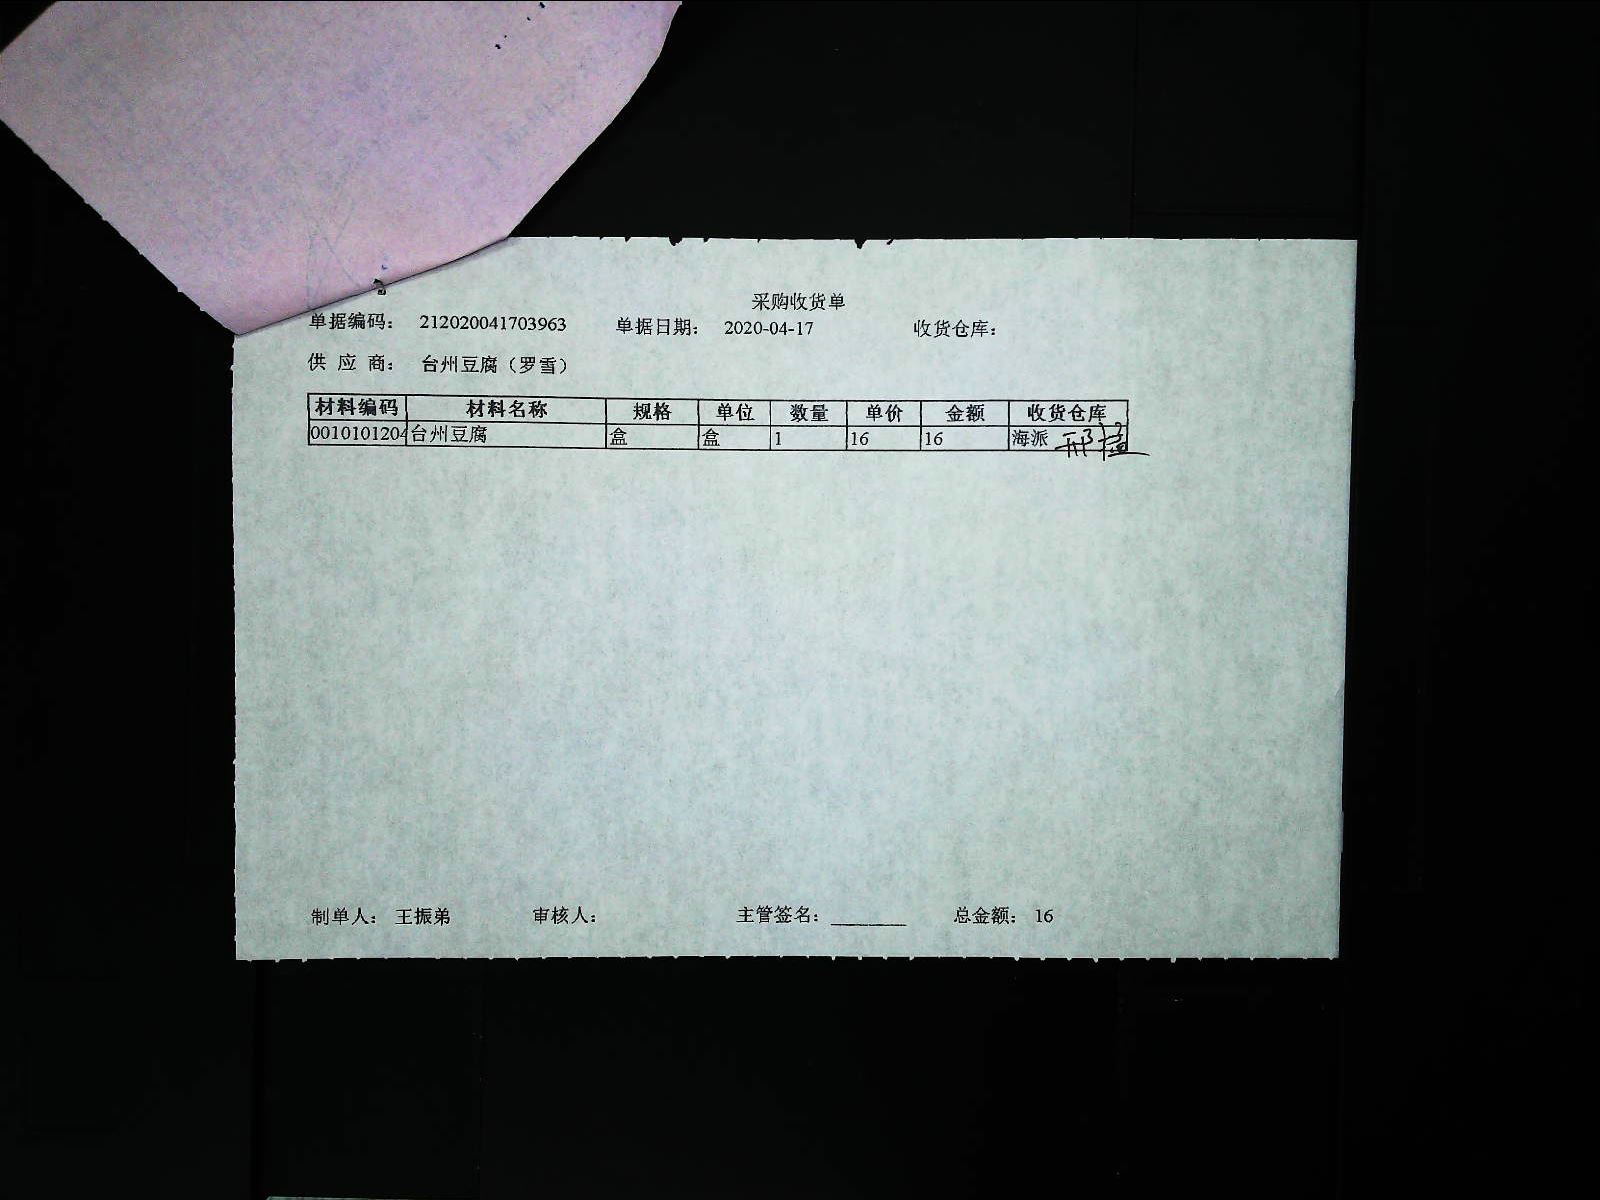 采购收货单
单据编码： 212020041703963 单据日期： 2020-04-17 收货仓库：
供 应 商： 台州豆腐（罗雪）
材料编码 材料名称 规格 单位 数量 单价 金额 收货仓库
0010101204 台州豆腐 盒 盒 1 16 16 海派
制单人： 王振弟 审核人： 主管签名： 总金额： 16